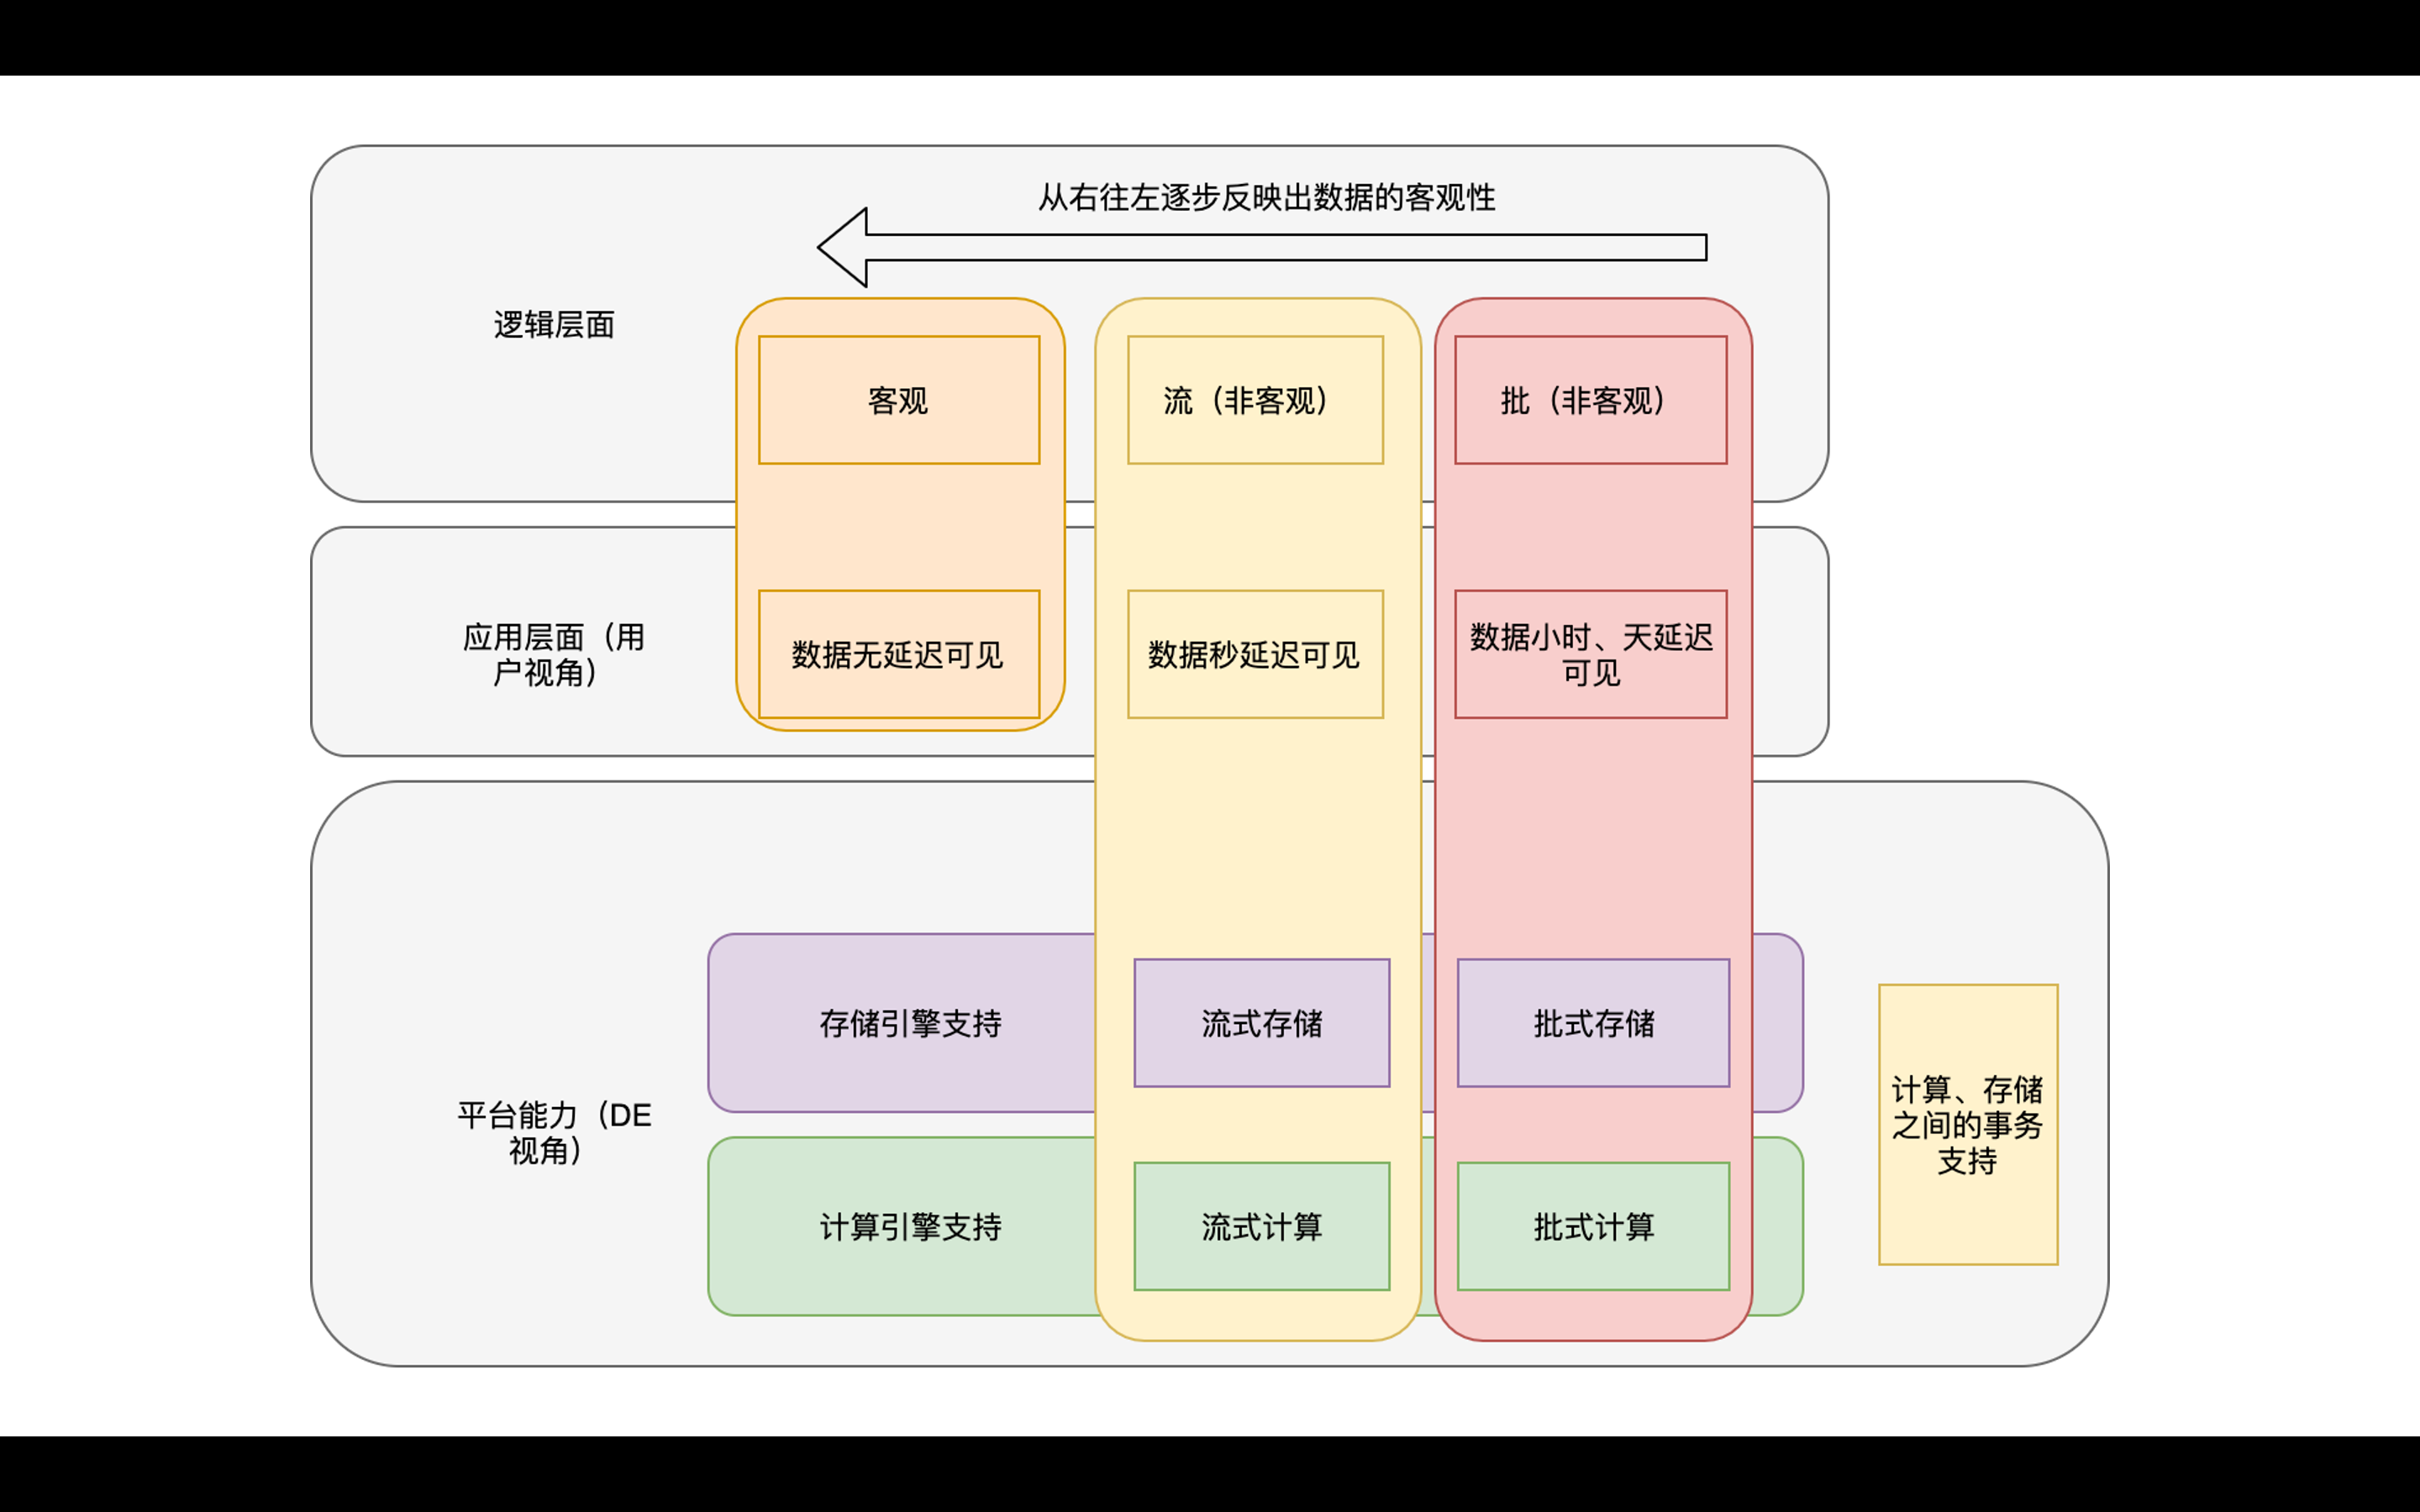 从右往左逐步反映出数据的客观性
逻辑层面
客观
流（非客观）
批（非客观）
应用层面（用
户视角）
数据无延迟可见
数据秒延迟可见
数据小时、天延迟
可见
平台能力（DE
视角）
存储引擎支持
流式存储
批式存储
计算引擎支持
流式计算
批式计算
计算、存储
之间的事务
支持